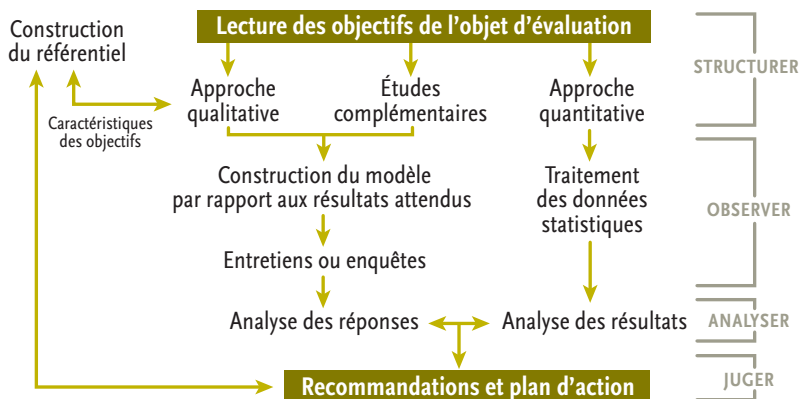 Construction
du référentiel
Lecture des objectifs de l'objet d'évaluation
STRUCTURER
Caractéristiques
des objectifs
Approche
qualitative
Études
complémentaires
Approche
quantitative
Construction du modèle
par rapport aux résultats attendus
Traitement
des données
statistiques
OBSERVER
Entretiens ou enquêtes
Analyse des réponses
Analyse des résultats
ANALYSER
Recommandations et plan d'action
JUGER